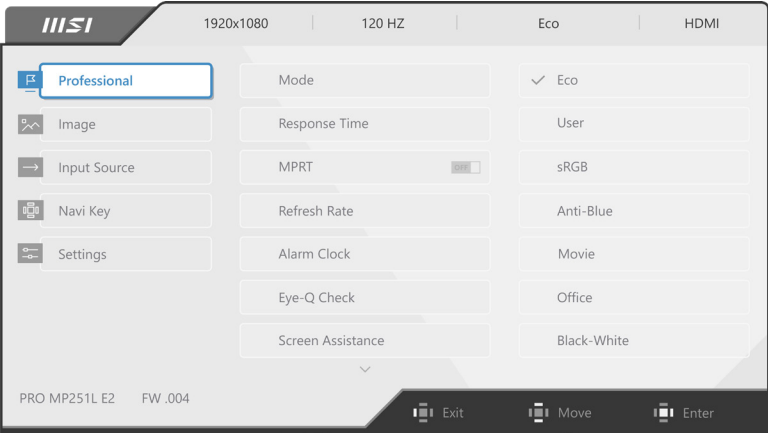 msi 1920x1080 120 HZ Eco HDMI
Professional Mode Eco
Image Response Time User
Input Source MPRT OFF sRGB
Navi Key Refresh Rate Anti-Blue
Settings Alarm Clock Movie
Eye-Q Check Office
Screen Assistance Black-White
PRO MP251L E2 FW .004
Exit Move Enter